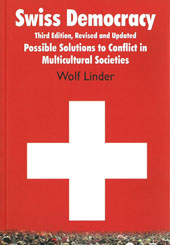 Swiss Democracy
Third Edition, Revised and Updated
Possible Solutions to Conflict in
Multicultural Societies
Wolf Linder